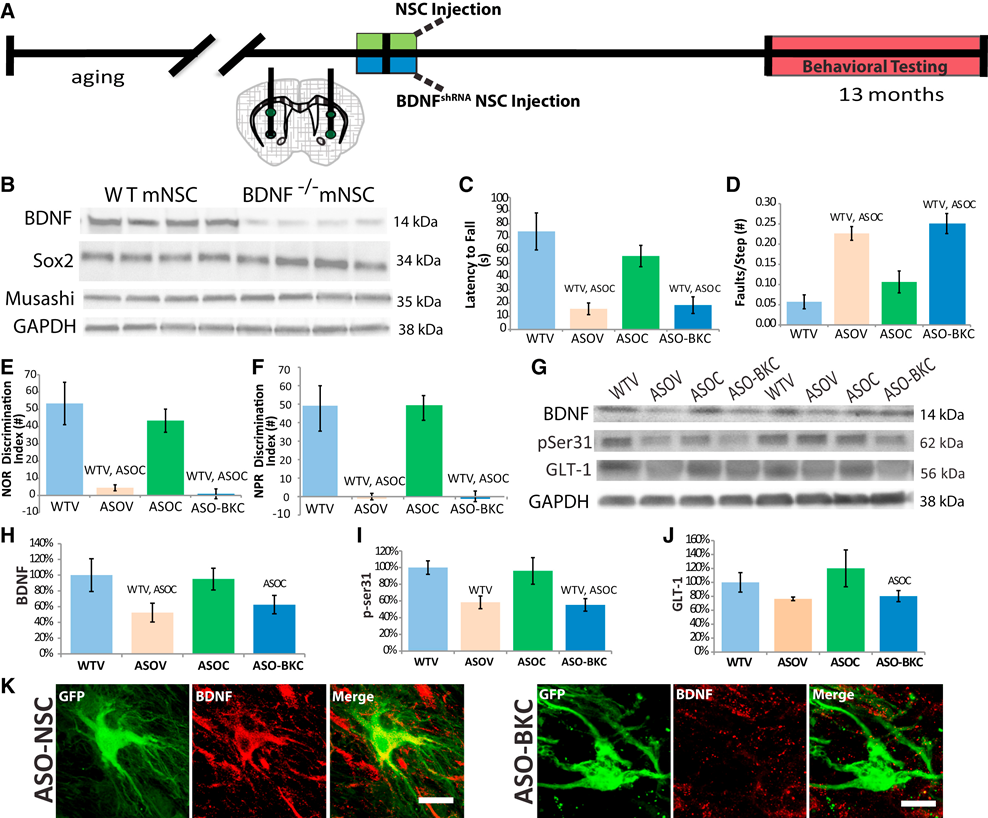 A
NSC Injection
aging
Behavioral Testing
BDNFshRNA NSC Injection
13 months
B
W T mNSC BDNF -/-mNSC
BDNF 14 kDa
Sox2 34 kDa
Musashi 35 kDa
GAPDH 38 kDa
C
Latency to Fall
(s)
100
90
80
70
60
50
40
30
20
10
0
WTV, ASOC WTV, ASOC
WTV ASOV ASOC ASO-BKC
D
Faults/Step (#)
0.30
0.25
0.20
0.15
0.10
0.05
0.00
WTV, ASOC WTV, ASOC
WTV ASOV ASOC ASO-BKC
E
NOR Discrimination
Index (#)
70
60
50
40
30
20
10
0
-10
WTV, ASOC WTV, ASOC
WTV ASOV ASOC ASO-BKC
F
NPR Discrimination
Index (#)
70
60
50
40
30
20
10
0
-10
WTV, ASOC WTV, ASOC
WTV ASOV ASOC ASO-BKC
G
WTV ASOV ASOC ASO-BKC WTV ASOV ASOC ASO-BKC
BDNF 14 kDa
pSer31 62 kDa
GLT-1 56 kDa
GAPDH 38 kDa
H
BDNF
140%
120%
100%
80%
60%
40%
20%
0%
WTV, ASOC ASOC
WTV ASOV ASOC ASO-BKC
I
p-ser31
120%
100%
80%
60%
40%
20%
0%
WTV WTV, ASOC
WTV ASOV ASOC ASO-BKC
J
GLT-1
160%
140%
120%
100%
80%
60%
40%
20%
0%
ASOC
WTV ASOV ASOC ASO-BKC
K
ASO-NSC
GFP BDNF Merge
ASO-BKC
GFP BDNF Merge